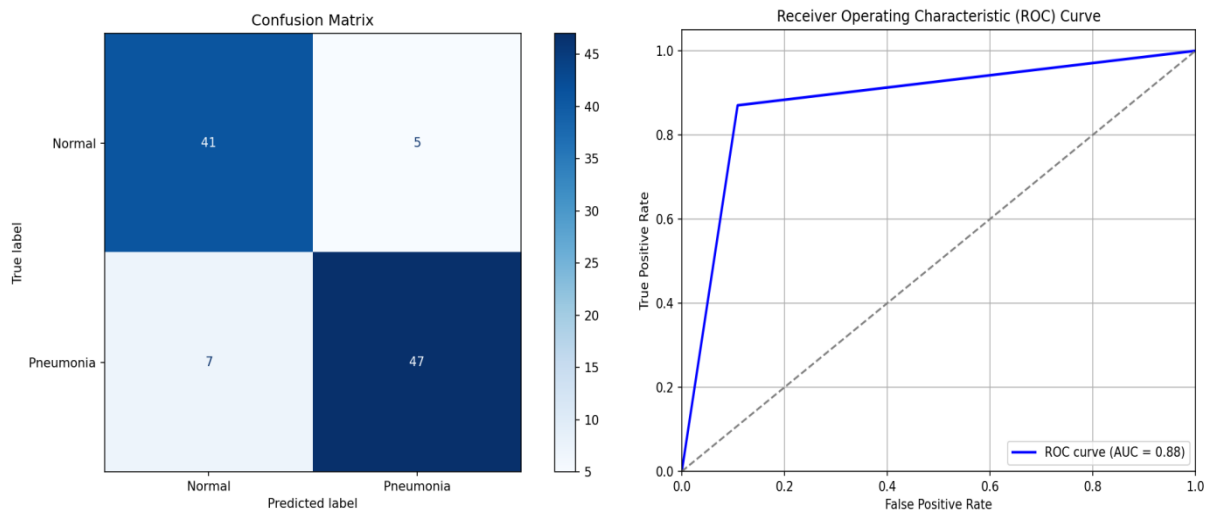 Confusion Matrix
Normal
Pneumonia
True label
41
5
7
47
Normal
Pneumonia
Predicted label
45
40
35
30
25
20
15
10
5
Receiver Operating Characteristic (ROC) Curve
True Positive Rate
1.0
0.8
0.6
0.4
0.2
0.0
0.0
0.2
0.4
0.6
0.8
1.0
False Positive Rate
ROC curve (AUC = 0.88)